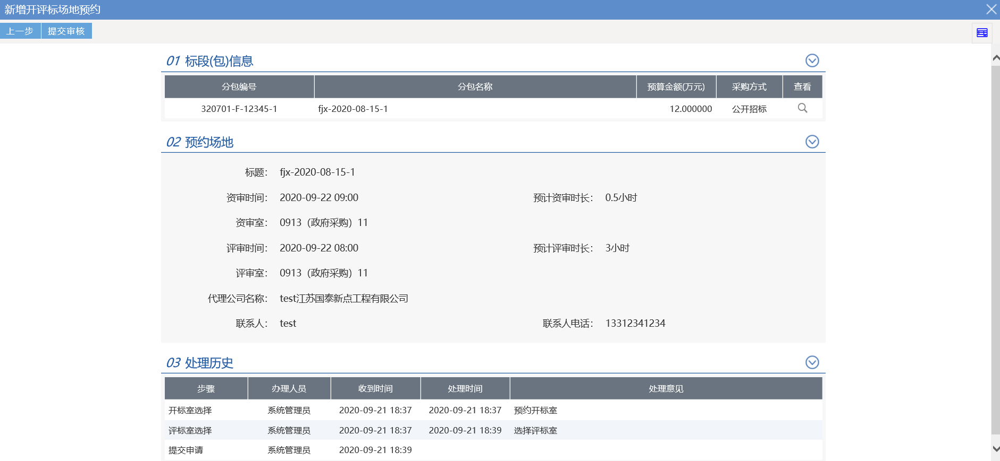 新增开评标场地预约
上一步 提交审核
01 标段(包)信息
分包编号 分包名称 预算金额(万元) 采购方式 查看
320701-F-12345-1 fjx-2020-08-15-1 12.000000 公开招标
02 预约场地
标题： fjx-2020-08-15-1
资审时间： 2020-09-22 09:00 预计资审时长： 0.5小时
资审室： 0913（政府采购）11
评审时间： 2020-09-22 08:00 预计评审时长： 3小时
评审室： 0913（政府采购）11
代理公司名称： test江苏国泰新点工程有限公司
联系人： test 联系人电话： 13312341234
03 处理历史
步骤 办理人员 收到时间 处理时间 处理意见
开标室选择 系统管理员 2020-09-21 18:37 2020-09-21 18:37 预约开标室
评标室选择 系统管理员 2020-09-21 18:37 2020-09-21 18:39 选择评标室
提交申请 系统管理员 2020-09-21 18:39